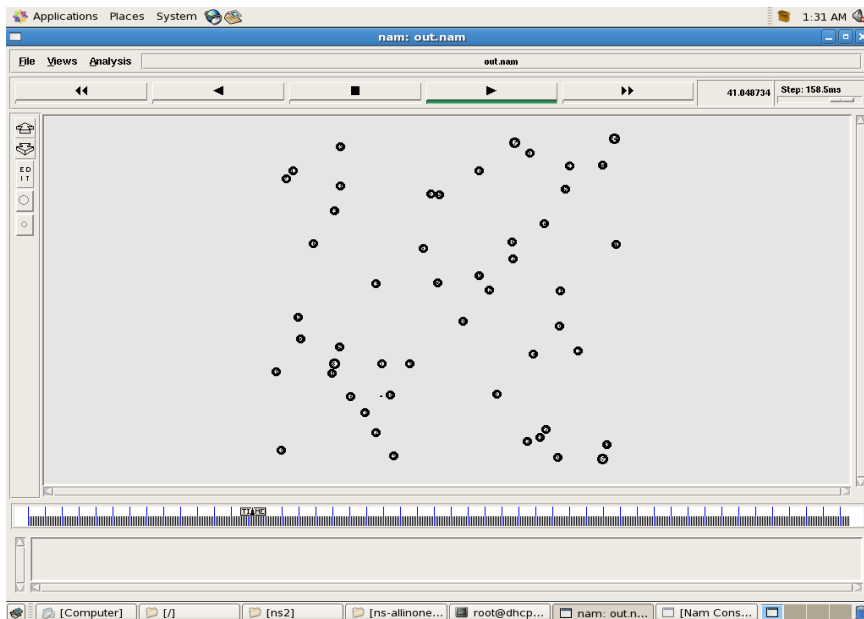 Applications Places System 1:31 AM
nam: out.nam
File Views Analysis out.nam
41.048734 Step: 158.5ms
ED
IT
TIME
[Computer] [/] [ns2] [ns-allinone... root@dhcp... nam: out.n... [Nam Cons...